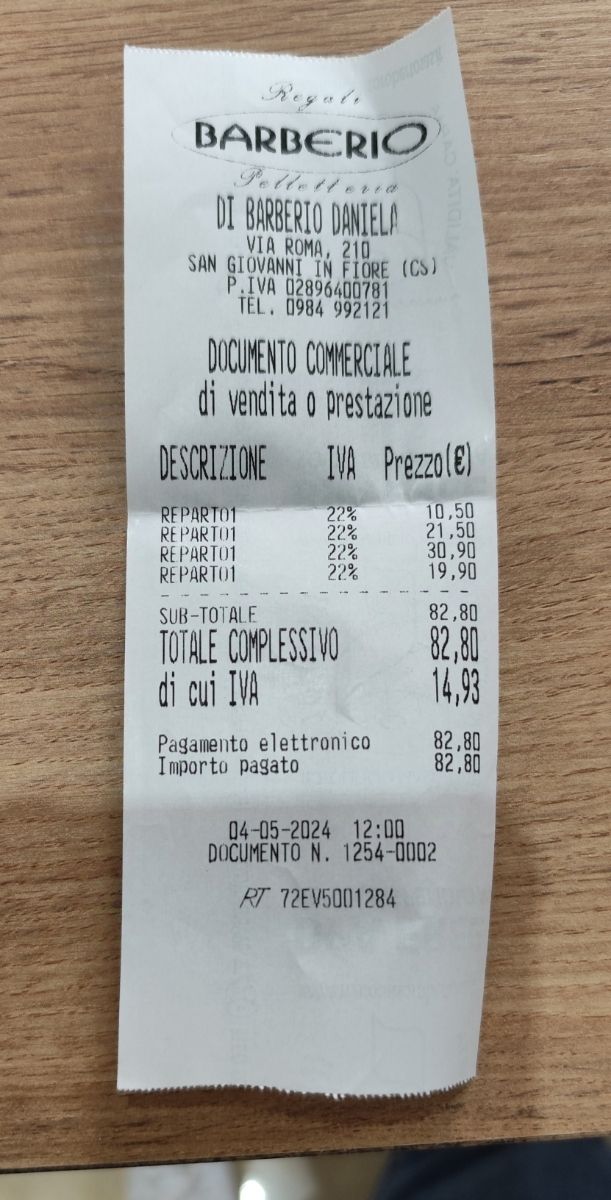 Regali
BARBERIO
Pelletteria
DI BARBERIO DANIELA
VIA ROMA, 210
SAN GIOVANNI IN FIORE (CS)
P.IVA 02896400781
TEL. 0984 992121
DOCUMENTO COMMERCIALE
di vendita o prestazione
DESCRIZIONE IVA Prezzo(€)
REPARTO1 22% 10,50
REPARTO1 22% 21,50
REPARTO1 22% 30,90
REPARTO1 22% 19,90
SUB-TOTALE 82,80
TOTALE COMPLESSIVO 82,80
di cui IVA 14,93
Pagamento elettronico 82,80
Importo pagato 82,80
04-05-2024 12:00
DOCUMENTO N. 1254-0002
RT 72EV5001284